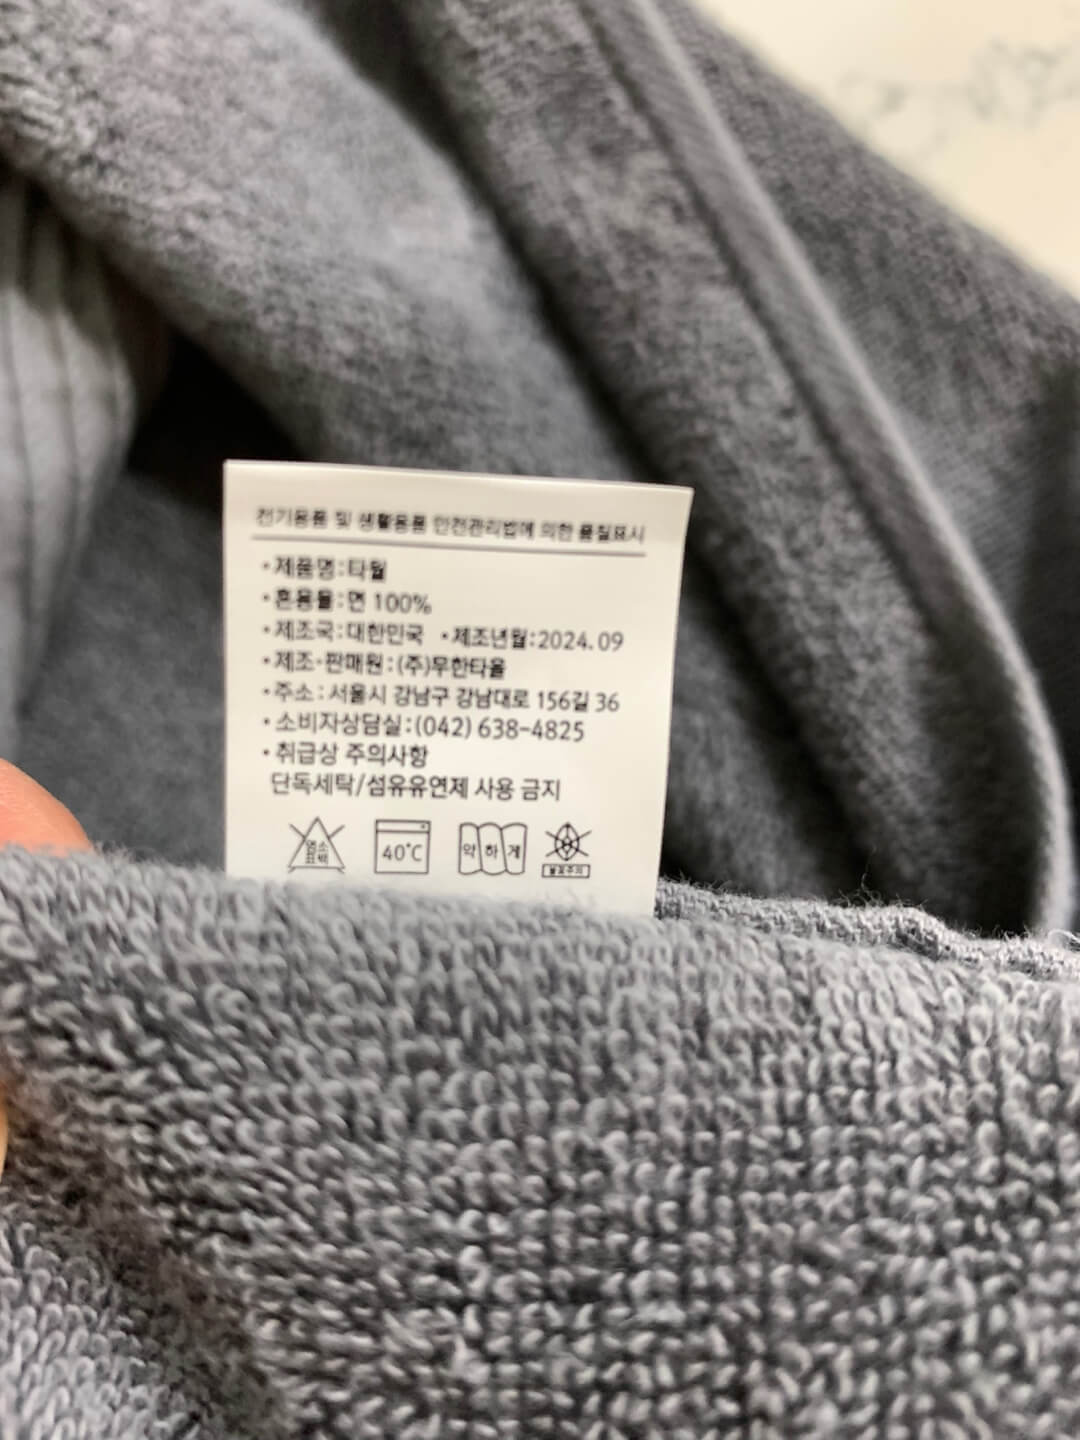 전기용품 및 생활용품 안전관리법에 의한 품질표시
•제품명:타월
•혼용률:면 100%
•제조국:대한민국 •제조년월:2024.09
•제조·판매원:(주)무한타올
•주소:서울시 강남구 강남대로 156길 36
•소비자상담실:(042) 638-4825
•취급상 주의사항
단독세탁/섬유유연제 사용 금지
염소
표백
40°C
약하게